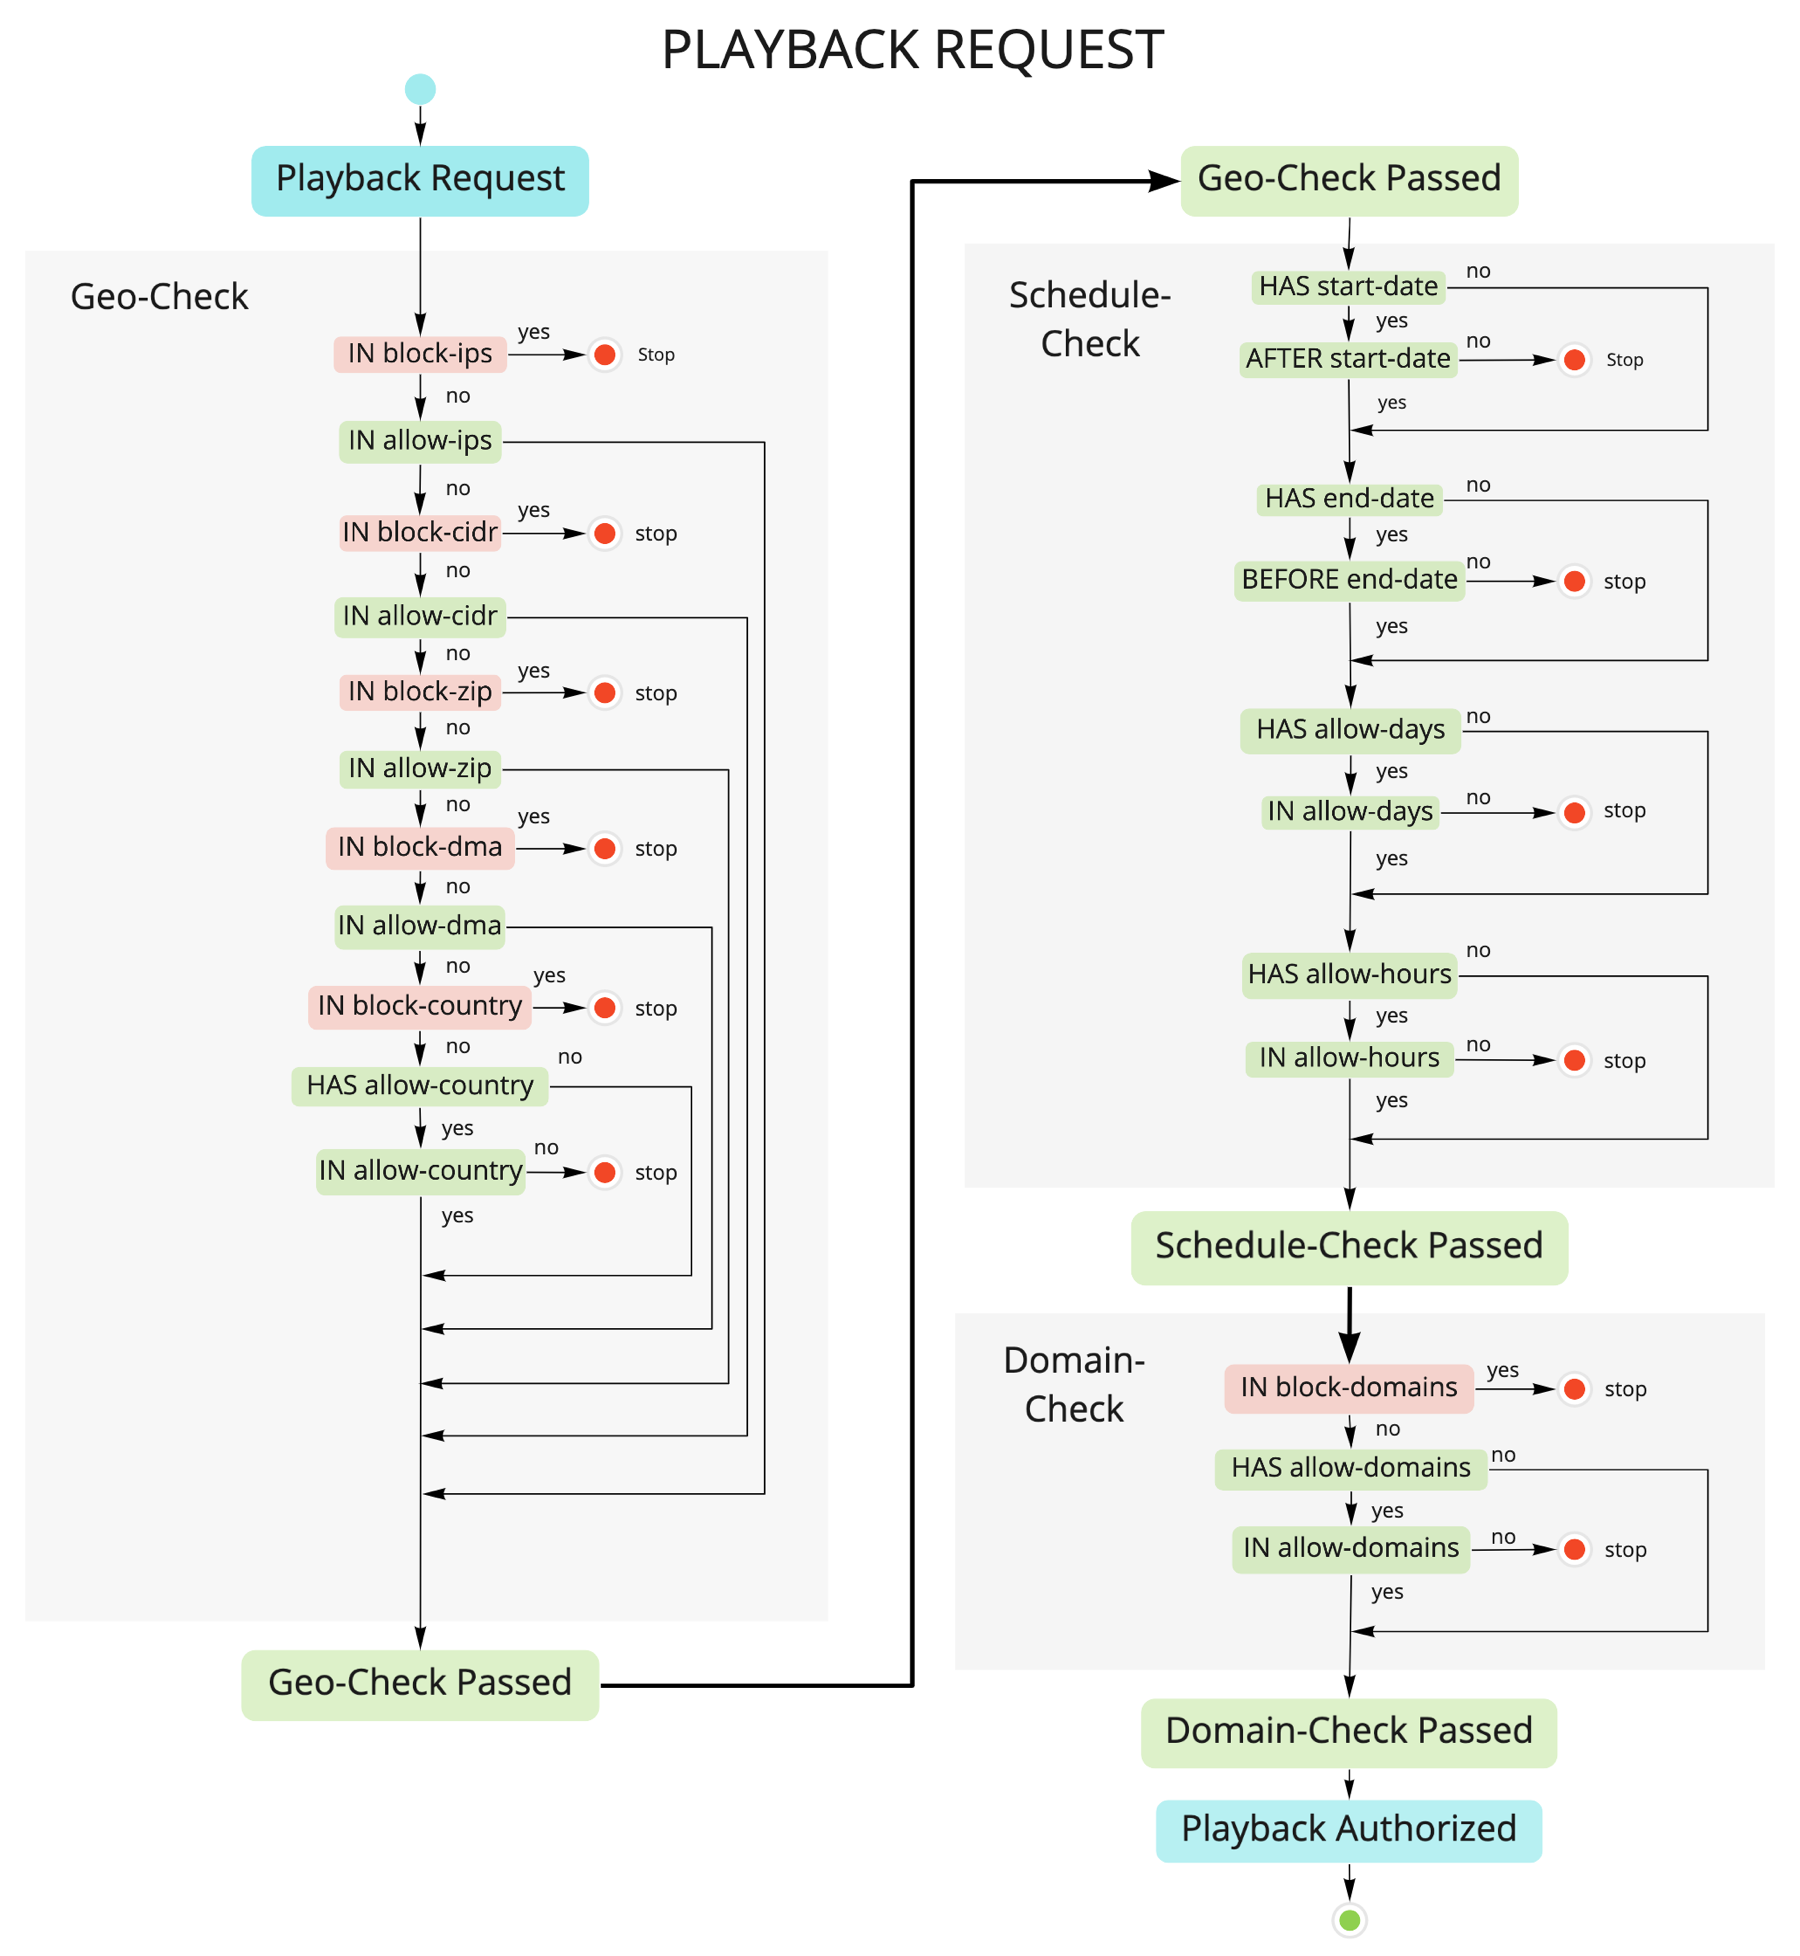 PLAYBACK REQUEST
Playback Request
Geo-Check
IN block-ips
yes
Stop
no
IN allow-ips
no
IN block-cidr
yes
stop
no
IN allow-cidr
no
IN block-zip
yes
stop
no
IN allow-zip
no
IN block-dma
yes
stop
no
IN allow-dma
no
IN block-country
yes
stop
no
HAS allow-country
no
yes
IN allow-country
no
stop
yes
Geo-Check Passed
Geo-Check Passed
Schedule-
Check
HAS start-date
no
yes
AFTER start-date
no
Stop
yes
HAS end-date
no
yes
BEFORE end-date
no
stop
yes
HAS allow-days
no
yes
IN allow-days
no
stop
yes
HAS allow-hours
no
yes
IN allow-hours
no
stop
yes
Schedule-Check Passed
Domain-
Check
IN block-domains
yes
stop
no
HAS allow-domains
no
yes
IN allow-domains
no
stop
yes
Domain-Check Passed
Playback Authorized